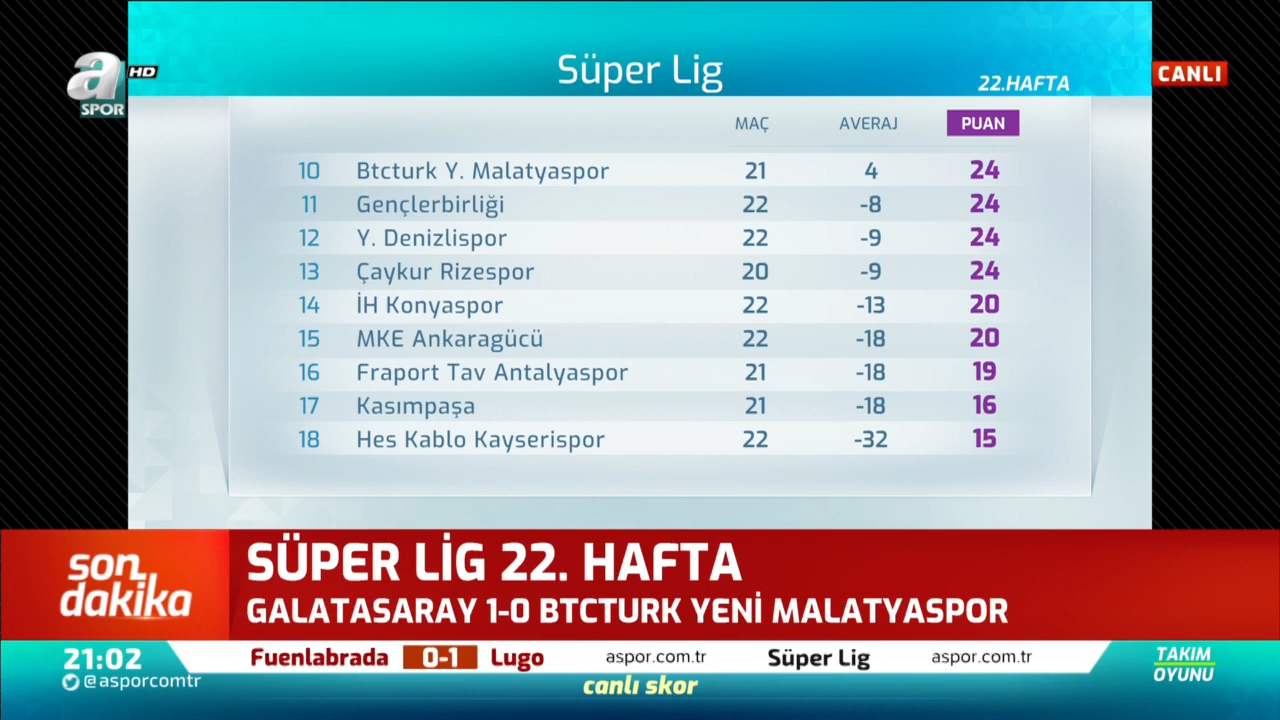 a HD
SPOR
Süper Lig
22.HAFTA
CANLI
MAÇ AVERAJ PUAN
10 Btcturk Y. Malatyaspor 21 4 24
11 Gençlerbirliği 22 -8 24
12 Y. Denizlispor 22 -9 24
13 Çaykur Rizespor 20 -9 24
14 İH Konyaspor 22 -13 20
15 MKE Ankaragücü 22 -18 20
16 Fraport Tav Antalyaspor 21 -18 19
17 Kasımpaşa 21 -18 16
18 Hes Kablo Kayserispor 22 -32 15
son dakika
SÜPER LİG 22. HAFTA
GALATASARAY 1-0 BTCTURK YENİ MALATYASPOR
21:02 Fuenlabrada 0-1 Lugo aspor.com.tr Süper Lig aspor.com.tr TAKIM OYUNU
@asporcomtr canlı skor